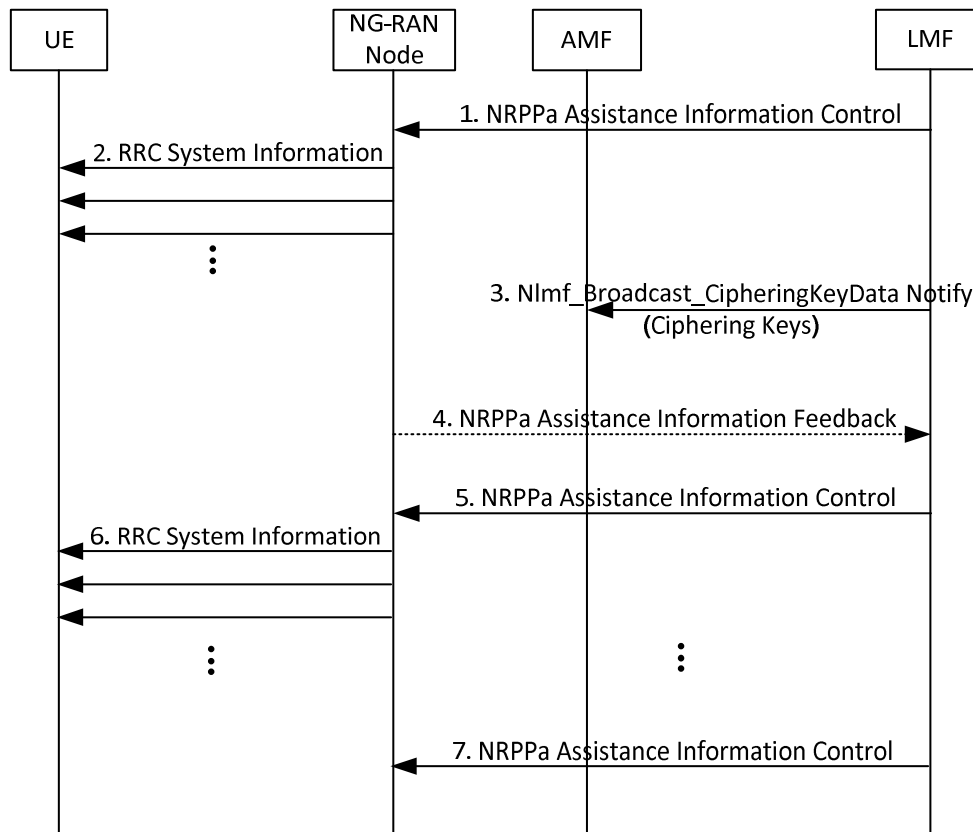 UE
NG-RAN
Node
AMF
LMF
1. NRPPa Assistance Information Control
2. RRC System Information
3. Nlmf_Broadcast_CipheringKeyData Notify
(Ciphering Keys)
4. NRPPa Assistance Information Feedback
5. NRPPa Assistance Information Control
6. RRC System Information
7. NRPPa Assistance Information Control